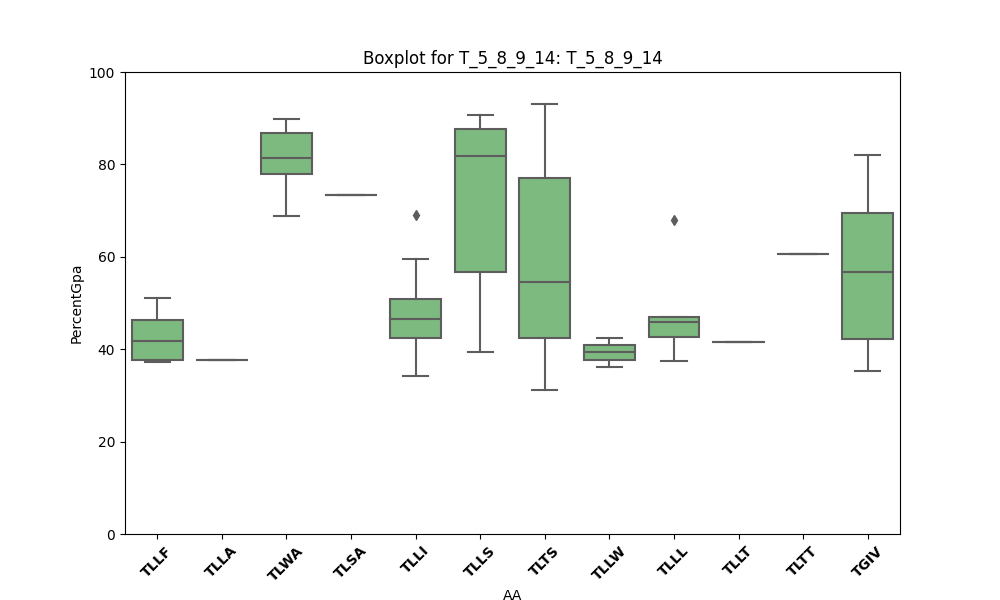 Boxplot for T_5_8_9_14: T_5_8_9_14
100
80
60
40
20
0
PercentGpa
TLLF TLLA TLWA TLSA TLLI TLLS TLTS TLLW TLLL TLLT TLTT TGIV
AA